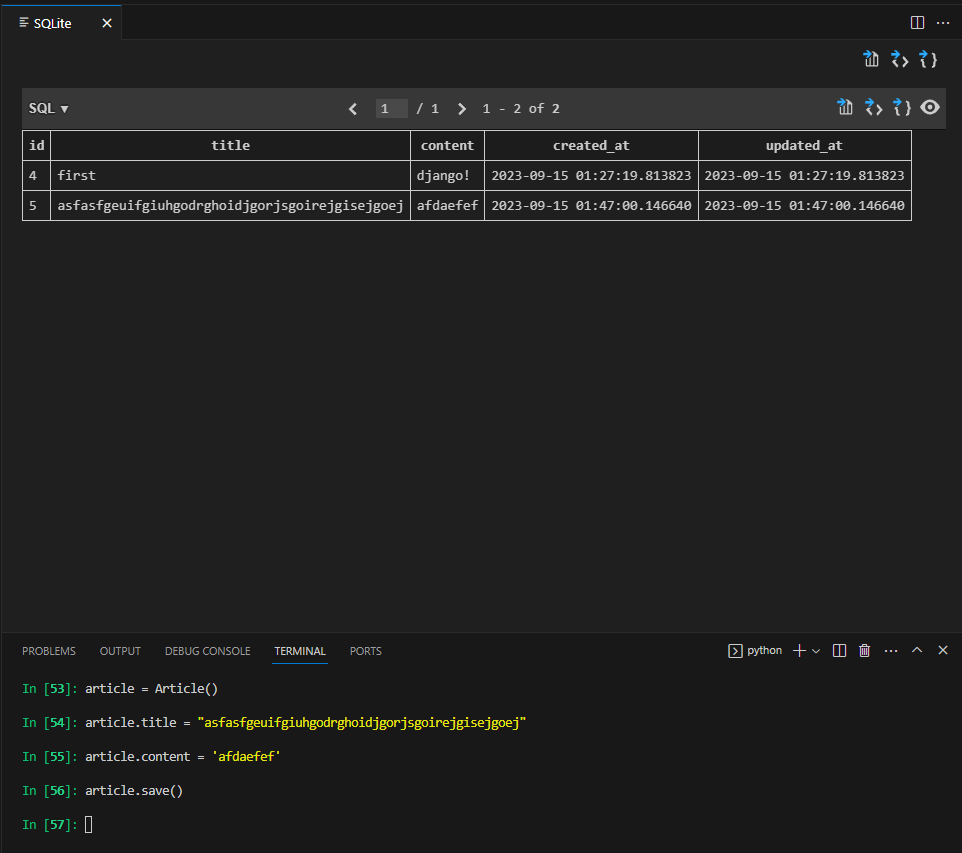 SQLite
SQL ▼ 1 / 1 1 - 2 of 2
id title content created_at updated_at
4 first django! 2023-09-15 01:27:19.813823 2023-09-15 01:27:19.813823
5 asfasfgeuifgiuhgodrghoidjgorjsgoirejgisejgoej afdaefef 2023-09-15 01:47:00.146640 2023-09-15 01:47:00.146640
PROBLEMS OUTPUT DEBUG CONSOLE TERMINAL PORTS python
In [53]: article = Article()
In [54]: article.title = "asfasfgeuifgiuhgodrghoidjgorjsgoirejgisejgoej"
In [55]: article.content = 'afdaefef'
In [56]: article.save()
In [57]: